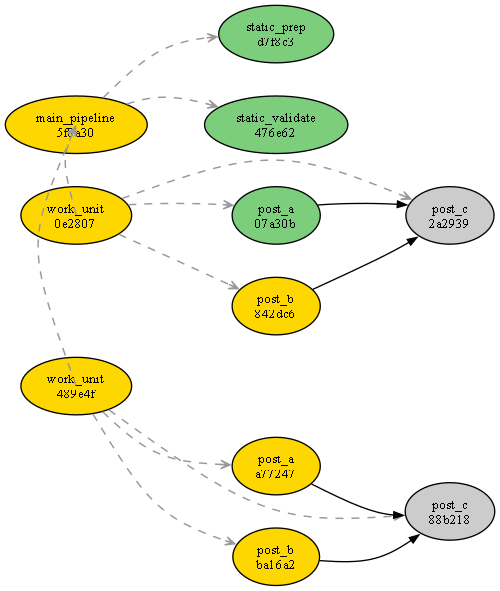 static_prep
d7f8c3
main_pipeline
static_validate
476e62
work_unit
0e2807
post_a
07a30b
post_c
2a2939
post_b
842dc6
work_unit
489e4f
post_a
a77247
post_c
88b218
post_b
ba16a2